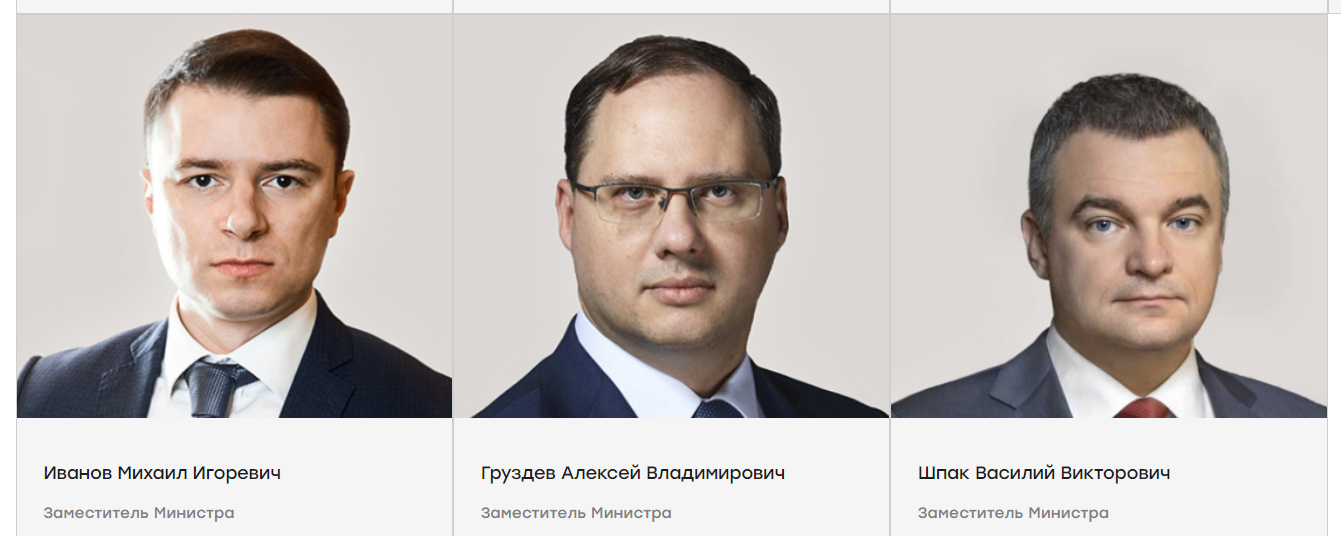 Иванов Михаил Игоревич
Заместитель Министра
Груздев Алексей Владимирович
Заместитель Министра
Шпак Василий Викторович
Заместитель Министра